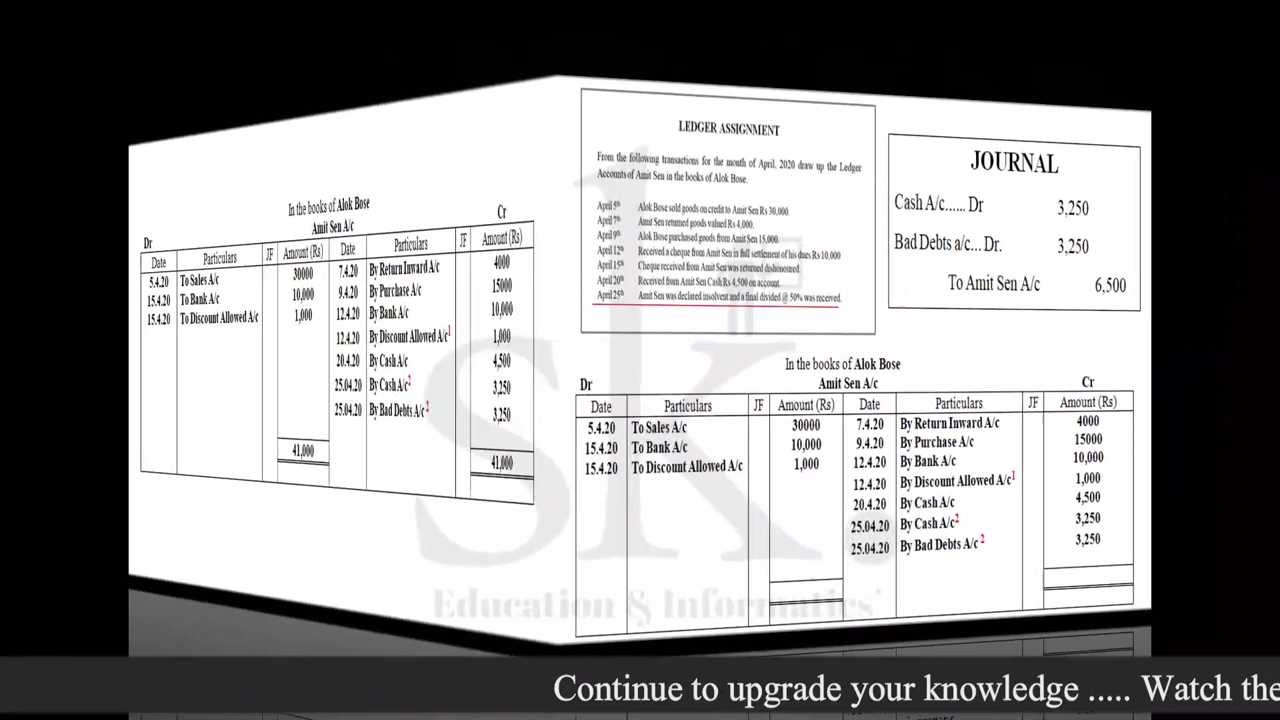 In the books of Alok Bose
Dr Amit Sen A/c Cr
Date Particulars JF Amount (Rs) Date Particulars JF Amount (Rs)
5.4.20 To Sales A/c 30000 7.4.20 By Return Inward A/c 4000
15.4.20 To Bank A/c 10,000 9.4.20 By Purchase A/c 15000
15.4.20 To Discount Allowed A/c 1,000 12.4.20 By Bank A/c 10,000
12.4.20 By Discount Allowed A/c1 1,000
20.4.20 By Cash A/c 4,500
25.04.20 By Cash A/c2 3,250
25.04.20 By Bad Debts A/c2 3,250
41,000 41,000
LEDGER ASSIGNMENT
From the following transactions for the mouth of April, 2020 draw up the Ledger
Accounts of Amit Sen in the books of Alok Bose.
April 5th Alok Bose sold goods on credit to Amit Sen Rs 30,000.
April 7th Amit Sen returned goods valued Rs 4,000.
April 9th Alok Bose purchased goods from Amit Sen 15,000.
April 12th Received a cheque from Amit Sen in full settlement of his dues Rs 10,000
April 15th Cheque received from Amit Sen was returned dishonoured.
April 20th Received from Amit Sen Cash Rs 4,500 on account.
April 25th Amit Sen was declared insolvent and a final divided @ 50% was received.
JOURNAL
Cash A/c...... Dr 3,250
Bad Debts a/c... Dr. 3,250
To Amit Sen A/c 6,500
In the books of Alok Bose
Dr Amit Sen A/c Cr
Date Particulars JF Amount (Rs) Date Particulars JF Amount (Rs)
5.4.20 To Sales A/c 30000 7.4.20 By Return Inward A/c 4000
15.4.20 To Bank A/c 10,000 9.4.20 By Purchase A/c 15000
15.4.20 To Discount Allowed A/c 1,000 12.4.20 By Bank A/c 10,000
12.4.20 By Discount Allowed A/c1 1,000
20.4.20 By Cash A/c 4,500
25.04.20 By Cash A/c2 3,250
25.04.20 By Bad Debts A/c 2 3,250
sk.
Education & Informatics
Continue to upgrade your knowledge ..... Watch the